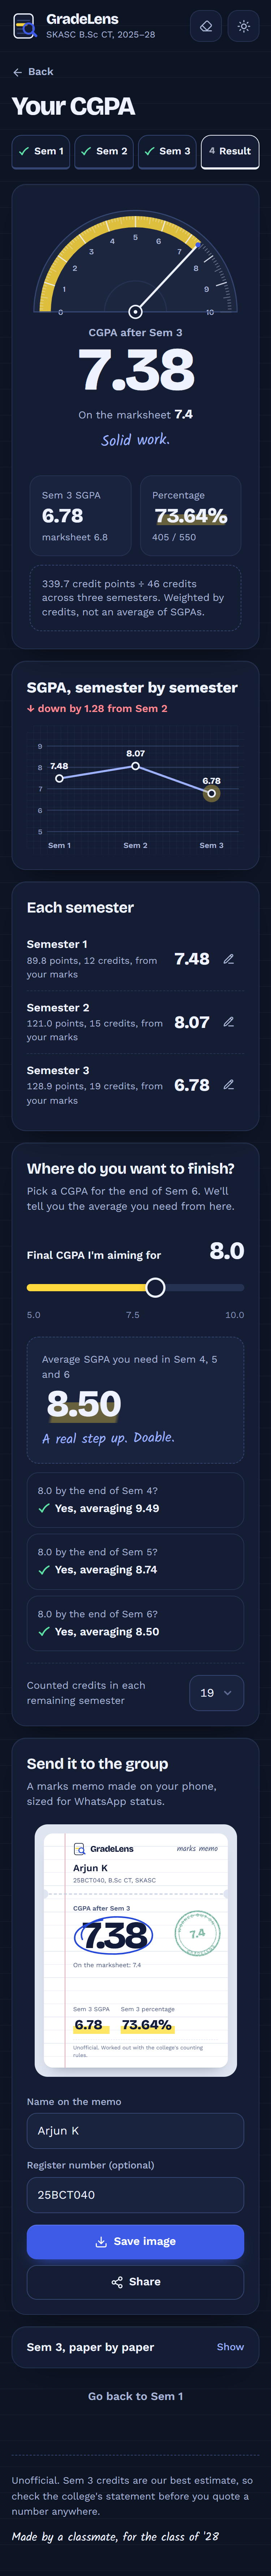 GradeLens
SKASC B.Sc CT, 2025–28
← Back
Your CGPA
Sem 1
Sem 2
Sem 3
4 Result
0 1 2 3 4 5 6 7 8 9 10
CGPA after Sem 3
7.38
On the marksheet 7.4
Solid work.
Sem 3 SGPA
6.78
marksheet 6.8
Percentage
73.64%
405 / 550
339.7 credit points ÷ 46 credits
across three semesters. Weighted by
credits, not an average of SGPAs.
SGPA, semester by semester
↓ down by 1.28 from Sem 2
9
8
7
6
5
7.48
8.07
6.78
Sem 1
Sem 2
Sem 3
Each semester
Semester 1
89.8 points, 12 credits, from
your marks
7.48
Semester 2
121.0 points, 15 credits, from
your marks
8.07
Semester 3
128.9 points, 19 credits, from
your marks
6.78
Where do you want to finish?
Pick a CGPA for the end of Sem 6. We'll
tell you the average you need from here.
Final CGPA I'm aiming for
8.0
5.0
7.5
10.0
Average SGPA you need in Sem 4, 5
and 6
8.50
A real step up. Doable.
8.0 by the end of Sem 4?
Yes, averaging 9.49
8.0 by the end of Sem 5?
Yes, averaging 8.74
8.0 by the end of Sem 6?
Yes, averaging 8.50
Counted credits in each
remaining semester
19
Send it to the group
A marks memo made on your phone,
sized for WhatsApp status.
GradeLens
marks memo
Arjun K
25BCT040, B.Sc CT, SKASC
CGPA after Sem 3
7.38
7.4
On the marksheet: 7.4
Sem 3 SGPA
6.78
Sem 3 percentage
73.64%
Unofficial. Worked out with the college's counting
rules.
Name on the memo
Arjun K
Register number (optional)
25BCT040
Save image
Share
Sem 3, paper by paper
Show
Go back to Sem 1
Unofficial. Sem 3 credits are our best estimate, so
check the college's statement before you quote a
number anywhere.
Made by a classmate, for the class of '28